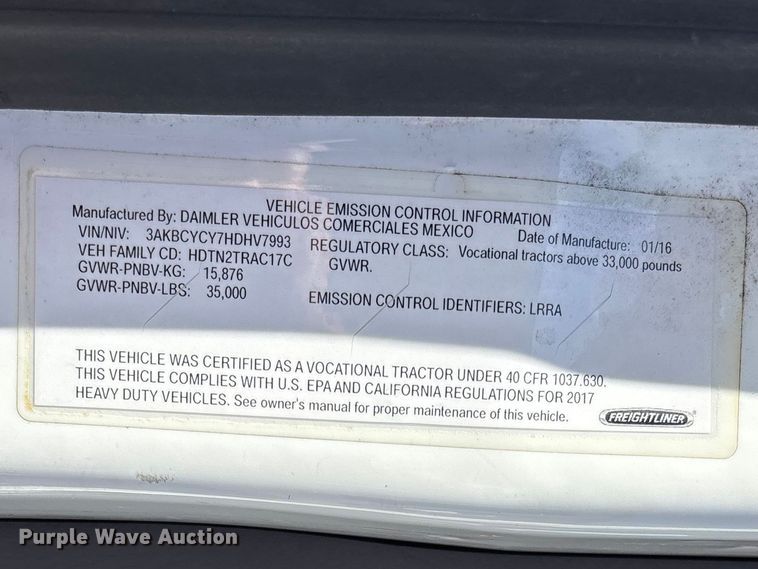 VEHICLE EMISSION CONTROL INFORMATION
Manufactured By: DAIMLER VEHICULOS COMERCIALES MEXICO Date of Manufacture: 01/16
VIN/NIV: 3AKBCYCY7HDHV7993 REGULATORY CLASS: Vocational tractors above 33,000 pounds
VEH FAMILY CD: HDTN2TRAC17C GVWR.
GVWR-PNBV-KG: 15,876
GVWR-PNBV-LBS: 35,000 EMISSION CONTROL IDENTIFIERS: LRRA
THIS VEHICLE WAS CERTIFIED AS A VOCATIONAL TRACTOR UNDER 40 CFR 1037.630.
THIS VEHICLE COMPLIES WITH U.S. EPA AND CALIFORNIA REGULATIONS FOR 2017
HEAVY DUTY VEHICLES. See owner's manual for proper maintenance of this vehicle.
FREIGHTLINER
Purple Wave Auction